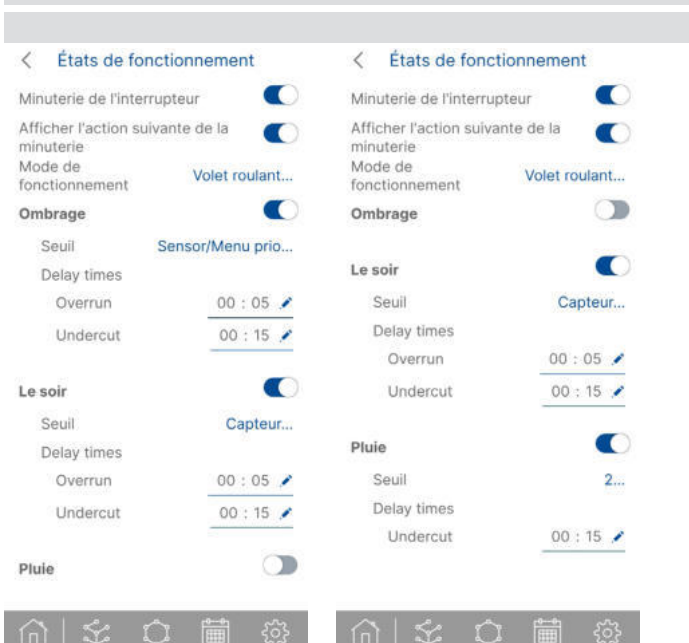 États de fonctionnement
Minuterie de l'interrupteur
Afficher l'action suivante de la
minuterie
Mode de
fonctionnement Volet roulant...
Ombrage
Seuil Sensor/Menu prio...
Delay times
Overrun 00 : 05
Undercut 00 : 15
Le soir
Seuil Capteur...
Delay times
Overrun 00 : 05
Undercut 00 : 15
Pluie
États de fonctionnement
Minuterie de l'interrupteur
Afficher l'action suivante de la
minuterie
Mode de
fonctionnement Volet roulant...
Ombrage
Le soir
Seuil Capteur...
Delay times
Overrun 00 : 05
Undercut 00 : 15
Pluie
Seuil 2...
Delay times
Undercut 00 : 15